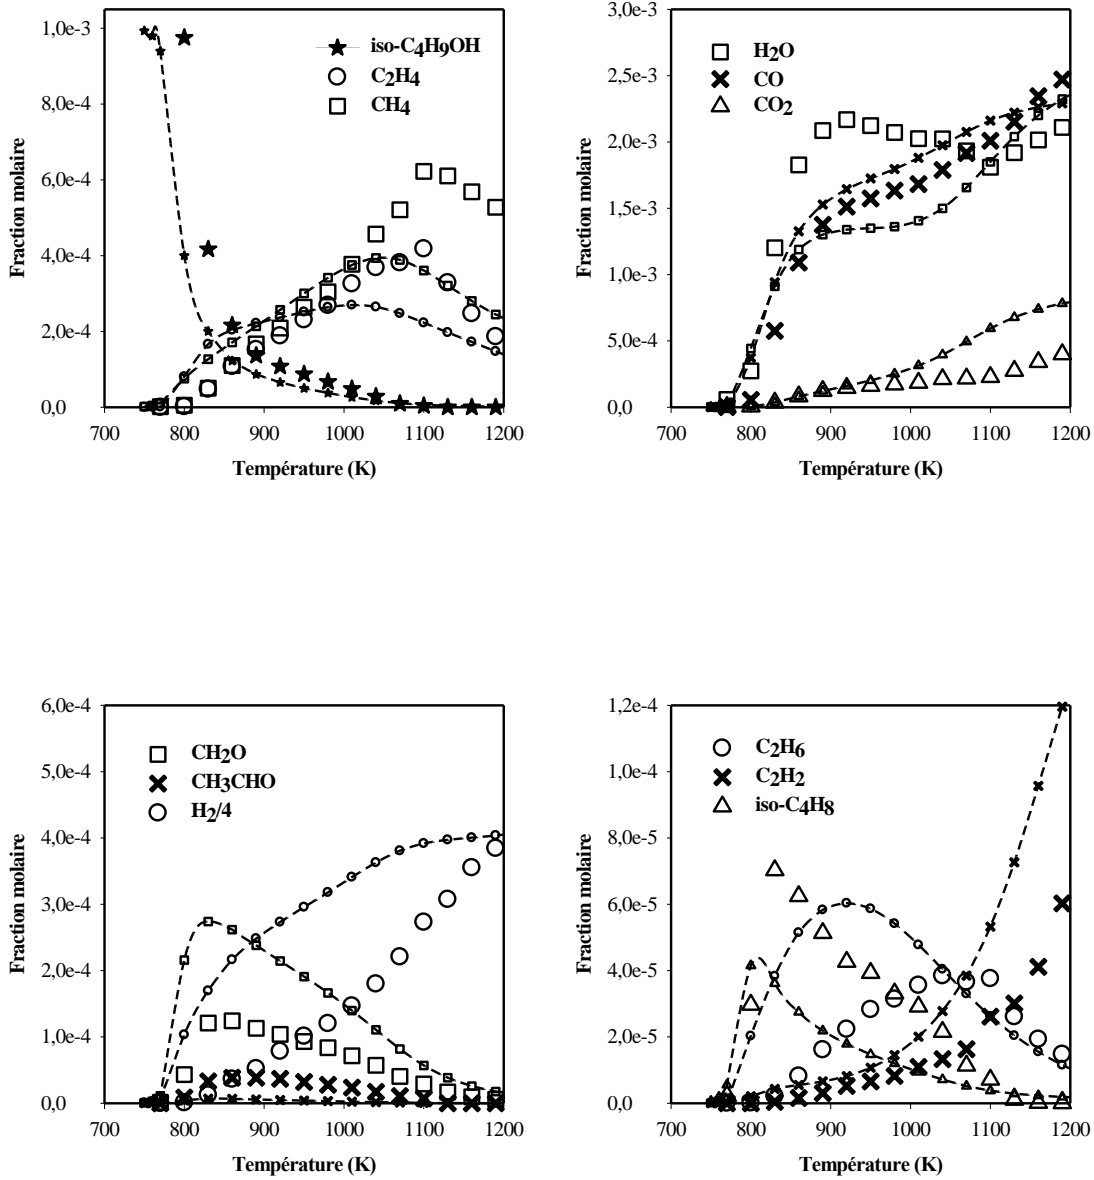 1,0e-3
8,0e-4
6,0e-4
4,0e-4
2,0e-4
0,0
700 800 900 1000 1100 1200
Température (K)
Fraction molaire
iso-C4H9OH
C2H4
CH4
3,0e-3
2,5e-3
2,0e-3
1,5e-3
1,0e-3
5,0e-4
0,0
700 800 900 1000 1100 1200
Température (K)
Fraction molaire
H2O
CO
CO2
6,0e-4
5,0e-4
4,0e-4
3,0e-4
2,0e-4
1,0e-4
0,0
700 800 900 1000 1100 1200
Température (K)
Fraction molaire
CH2O
CH3CHO
H2/4
1,2e-4
1,0e-4
8,0e-5
6,0e-5
4,0e-5
2,0e-5
0,0
700 800 900 1000 1100 1200
Température (K)
Fraction molaire
C2H6
C2H2
iso-C4H8